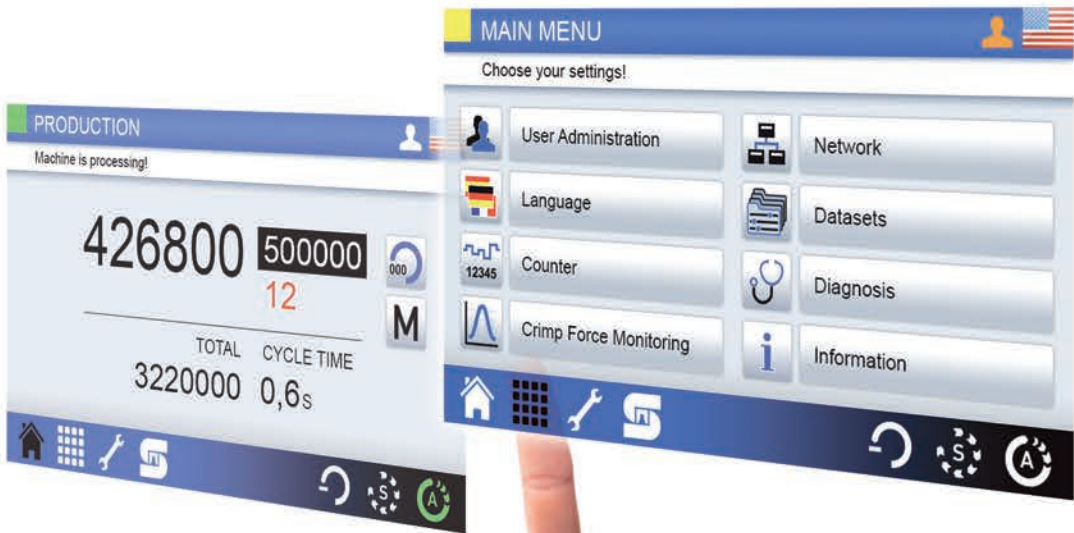 PRODUCTION
Machine is processing!
426800 500000
12
000
M
TOTAL CYCLE TIME
3220000 0,6s
S
A
MAIN MENU
Choose your settings!
User Administration
Network
Language
Datasets
12345
Counter
Diagnosis
Crimp Force Monitoring
i
Information
S
A